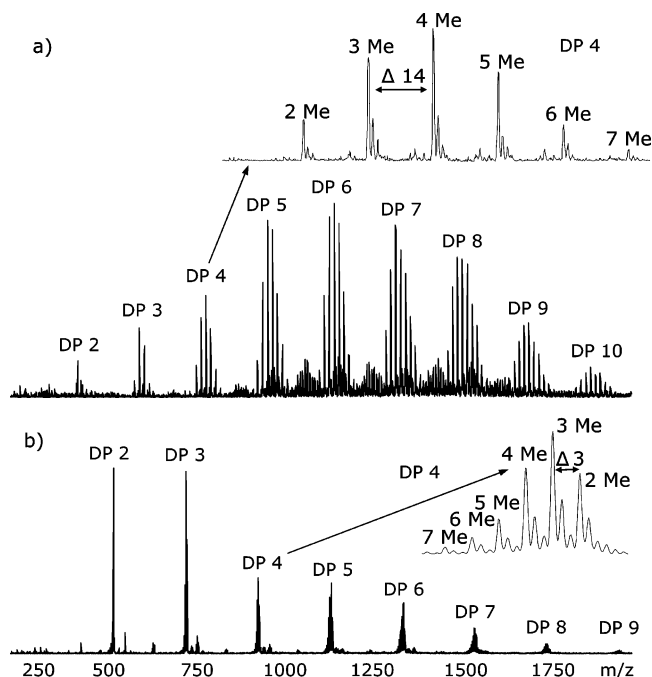 a)
4 Me
DP 4
3 Me
Δ 14
5 Me
2 Me
6 Me
7 Me
DP 6
DP 5
DP 7
DP 8
DP 4
DP 3
DP 9
DP 2
DP 10
b)
3 Me
4 Me
Δ 3
DP 2
DP 3
DP 4
2 Me
5 Me
6 Me
7 Me
DP 4
DP 5
DP 6
DP 7
DP 8
DP 9
250 500 750 1000 1250 1500 1750 m/z